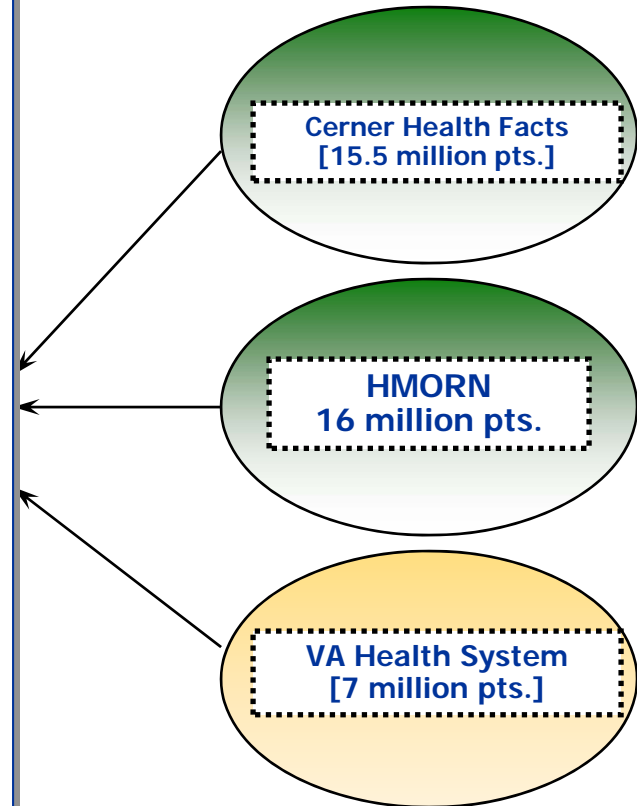 Cerner Health Facts
[15.5 million pts.]
HMORN
16 million pts.
VA Health System
[7 million pts.]